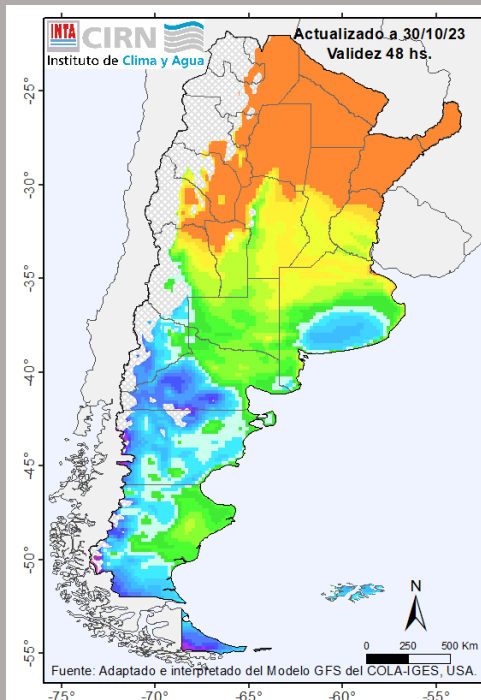 INTA CIRN
Instituto de Clima y Agua
Actualizado a 30/10/23
Validez 48 hs.
-25°
-30°
-35°
-40°
-45°
-50°
-55°
N
0 250 500 Km
Fuente: Adaptado e interpretado del Modelo GFS del COLA-IGES, USA.
-75° -70° -65° -60° -55°